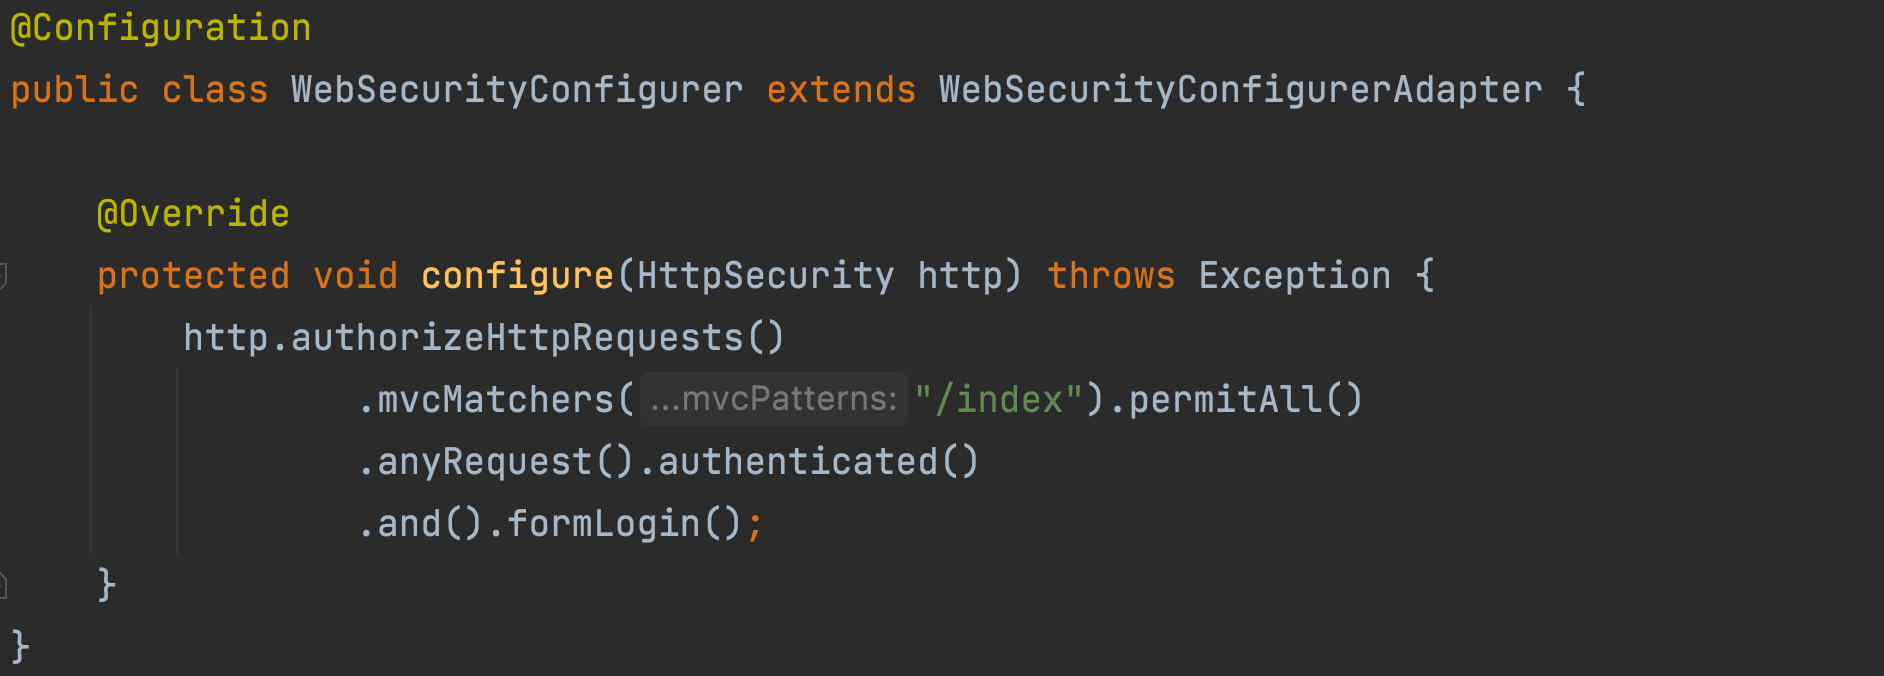 @Configuration
public class WebSecurityConfigurer extends WebSecurityConfigurerAdapter {
@Override
protected void configure(HttpSecurity http) throws Exception {
http.authorizeHttpRequests()
.mvcMatchers( ...mvcPatterns: "/index").permitAll()
.anyRequest().authenticated()
.and().formLogin();
}
}